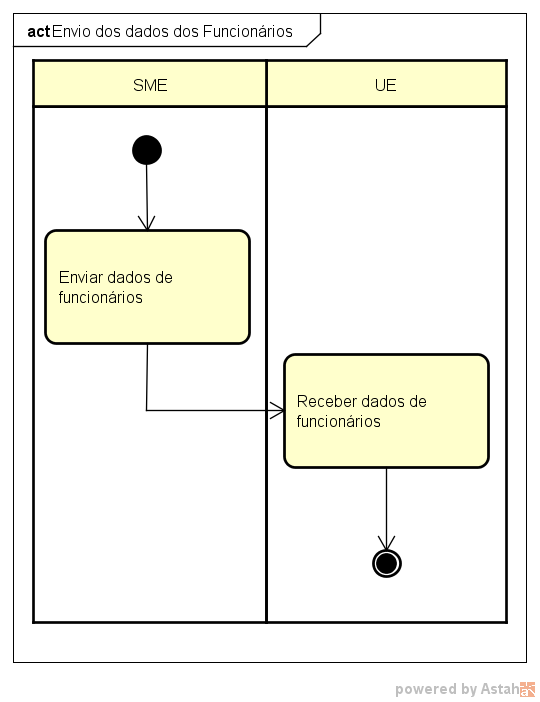 act Envio dos dados dos Funcionários
SME
UE
Enviar dados de
funcionários
Receber dados de
funcionários
powered by Astah